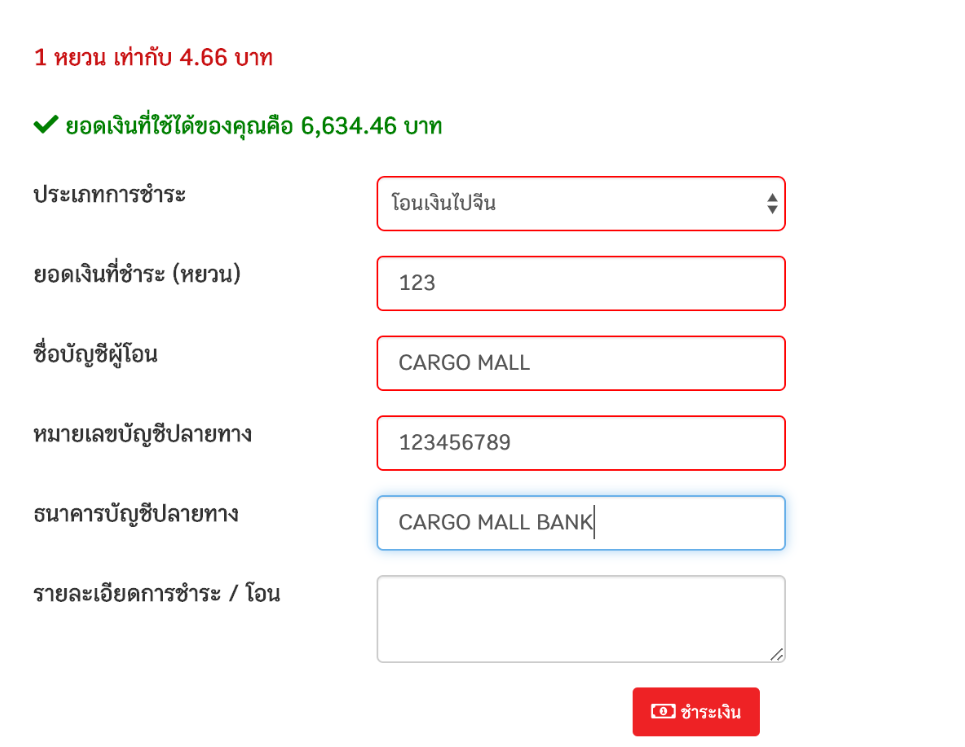 1 หยวน เท่ากับ 4.66 บาท
ยอดเงินที่ใช้ได้ของคุณคือ 6,634.46 บาท
ประเภทการชำระ
โอนเงินไปจีน
ยอดเงินที่ชำระ (หยวน)
123
ชื่อบัญชีผู้โอน
CARGO MALL
หมายเลขบัญชีปลายทาง
123456789
ธนาคารบัญชีปลายทาง
CARGO MALL BANK
รายละเอียดการชำระ / โอน
ชำระเงิน